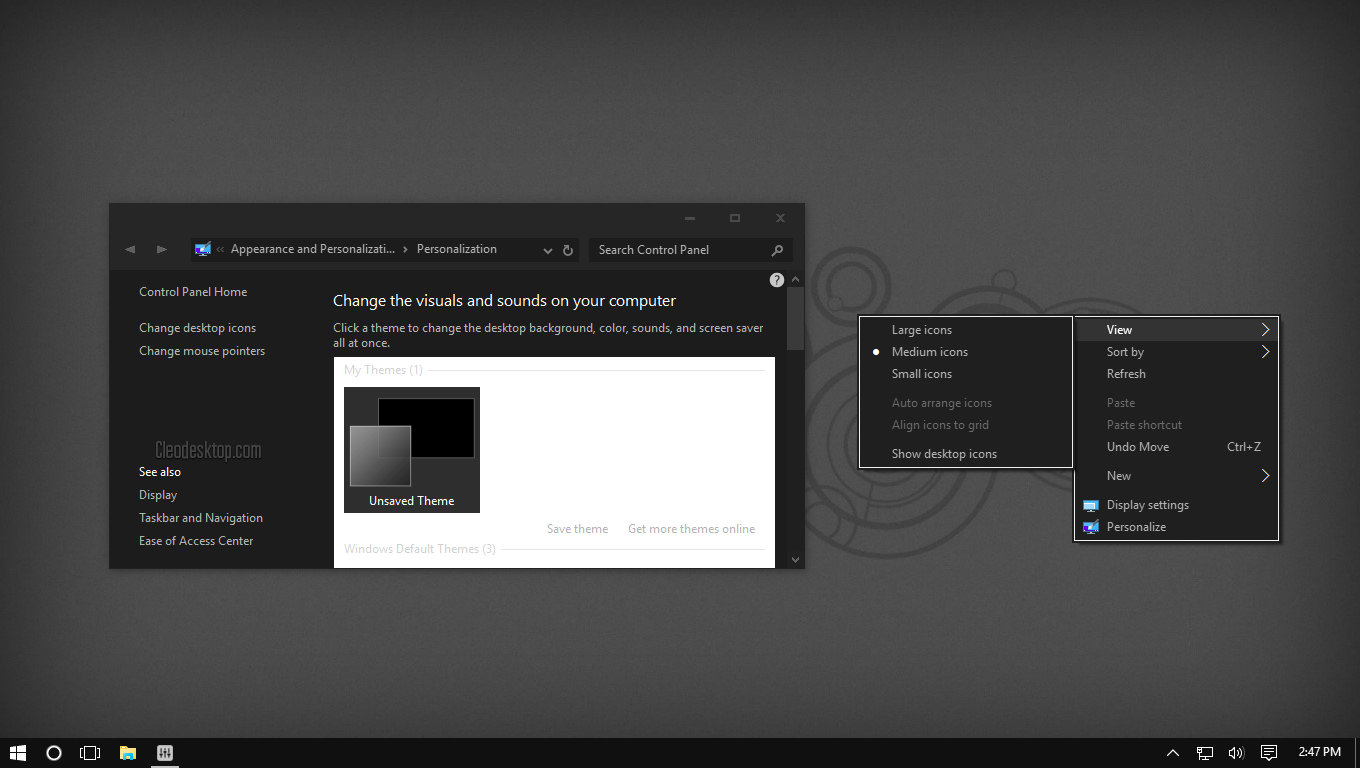 Appearance and Personalizati... Personalization
Search Control Panel
Control Panel Home
Change desktop icons
Change mouse pointers
Cleodesktop.com
See also
Display
Taskbar and Navigation
Ease of Access Center
?
Change the visuals and sounds on your computer
Click a theme to change the desktop background, color, sounds, and screen saver
all at once.
My Themes (1)
Unsaved Theme
Save theme Get more themes online
Windows Default Themes (3)
Large icons
Medium icons
Small icons
Auto arrange icons
Align icons to grid
Show desktop icons
View
Sort by
Refresh
Paste
Paste shortcut
Undo Move Ctrl+Z
New
Display settings
Personalize
2:47 PM